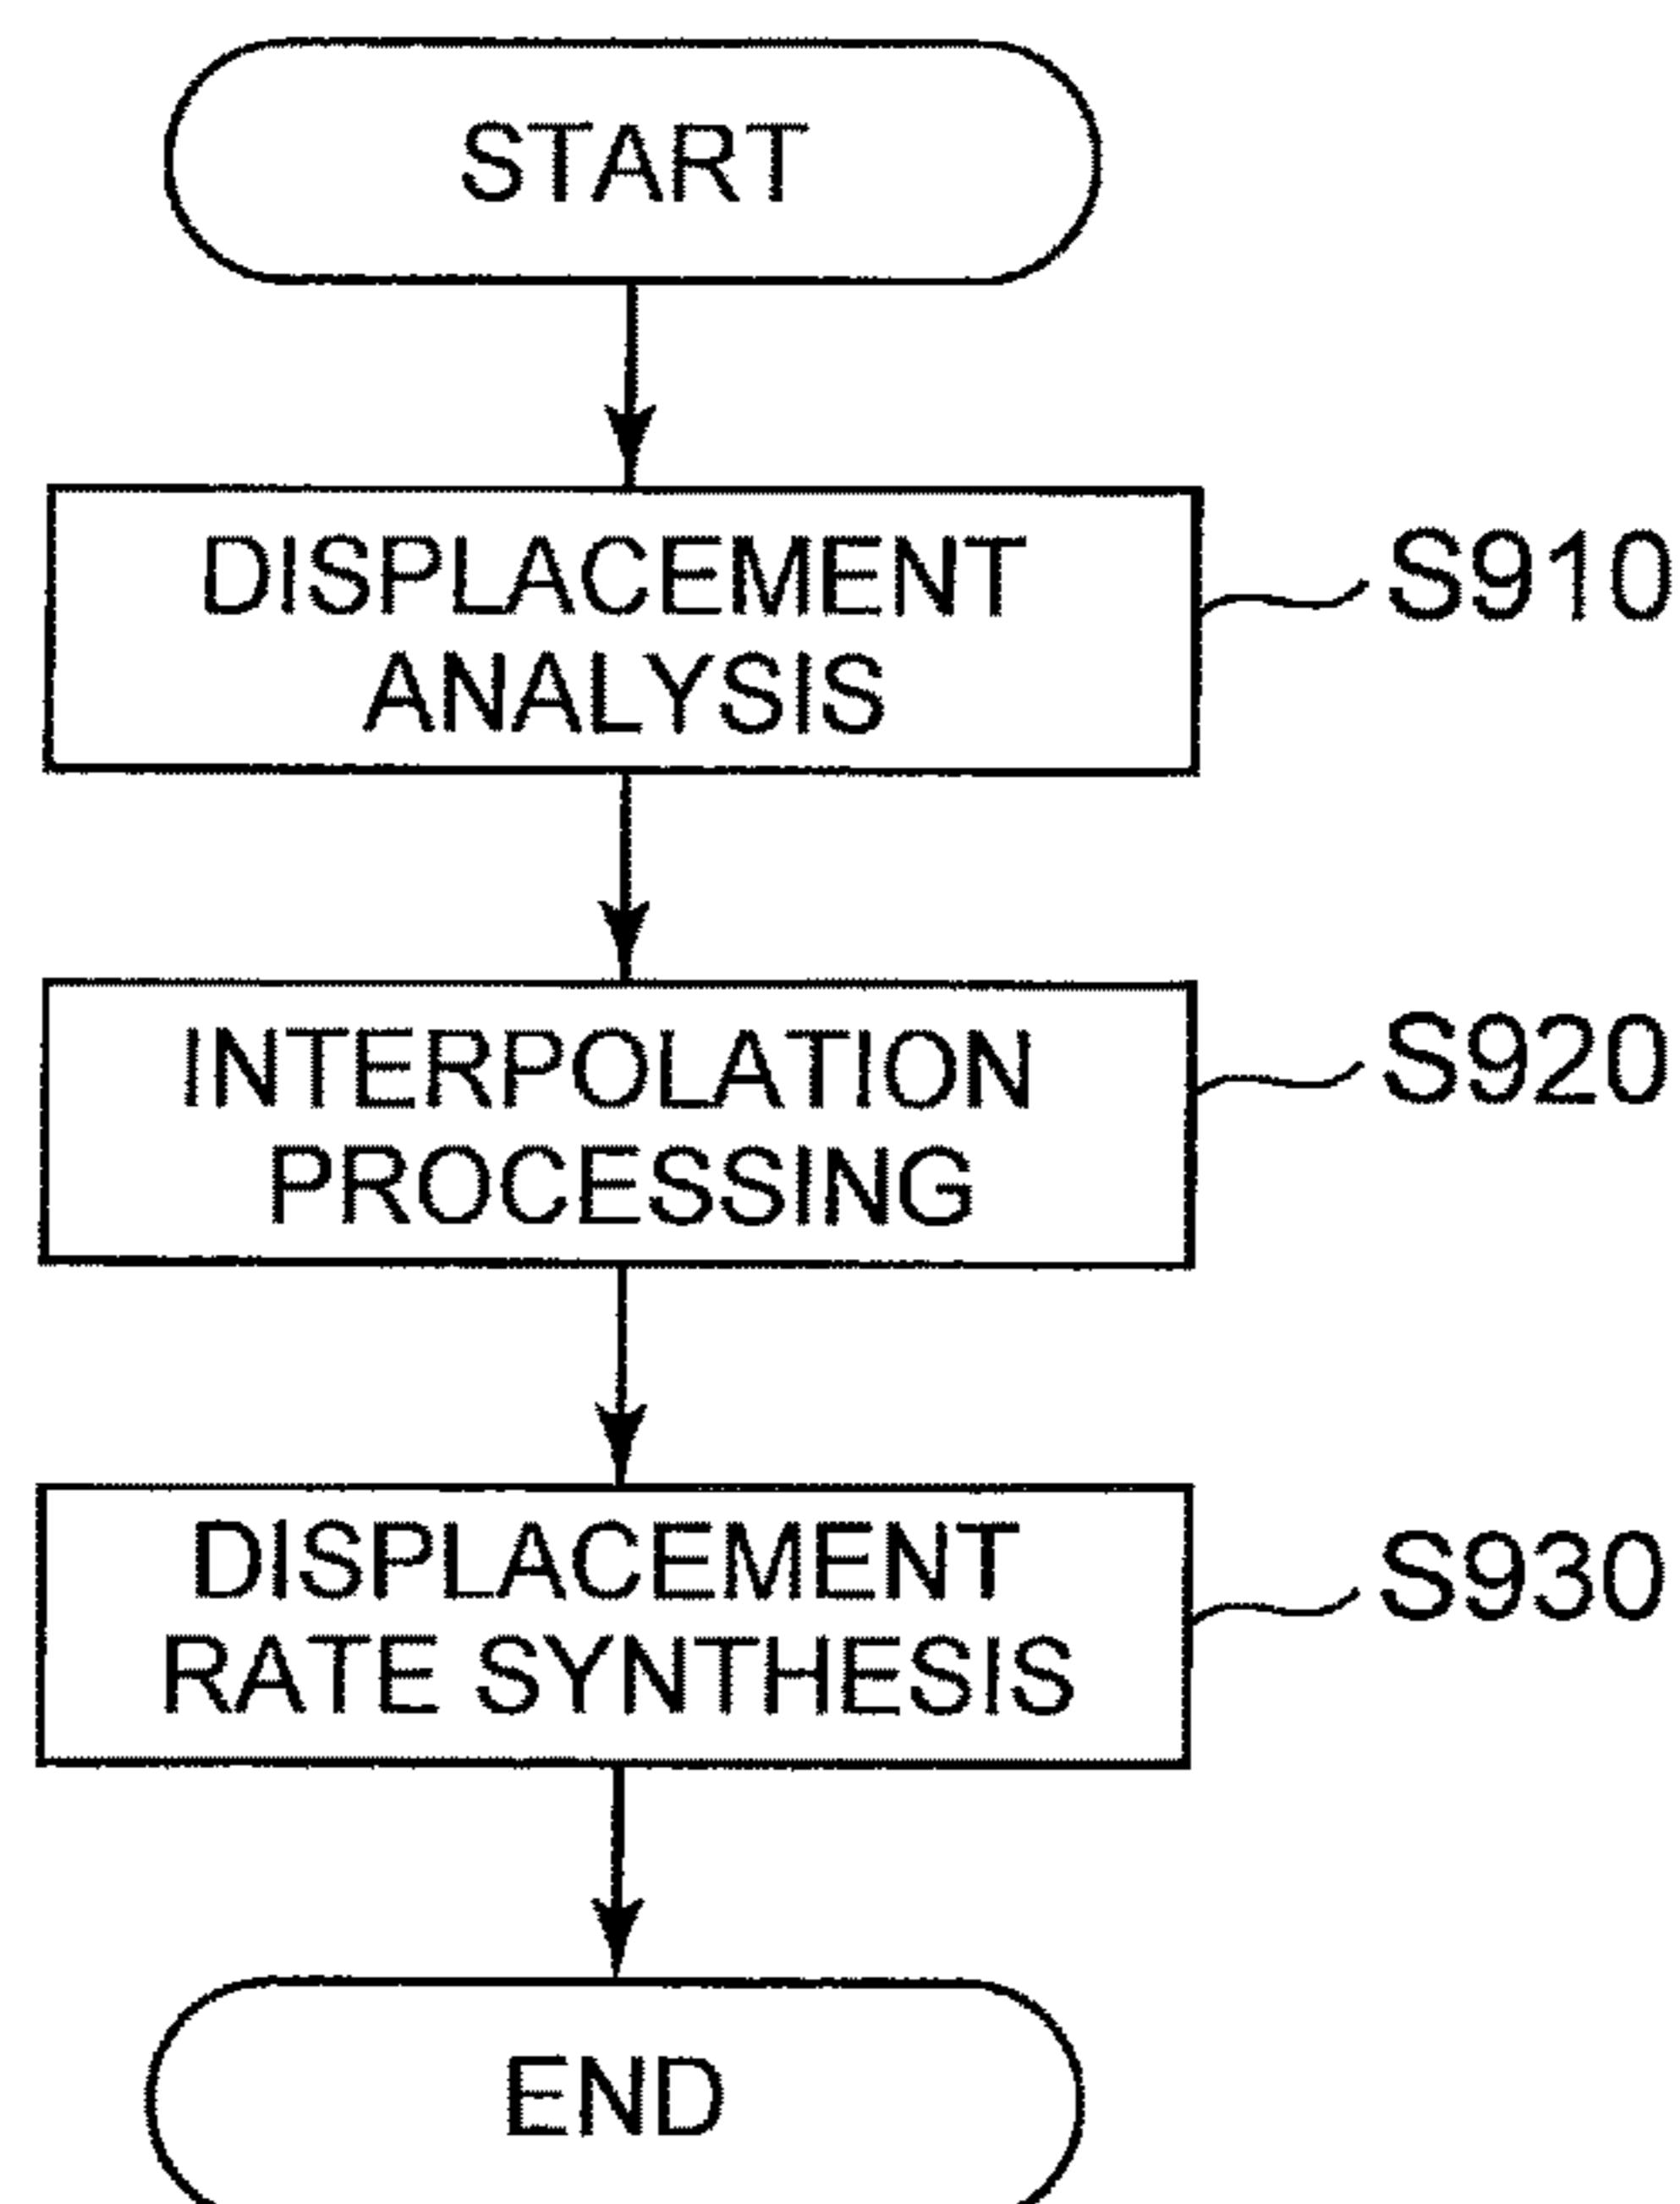 START
DISPLACEMENT
ANALYSIS
S910
INTERPOLATION
PROCESSING
S920
DISPLACEMENT
RATE SYNTHESIS
S930
END